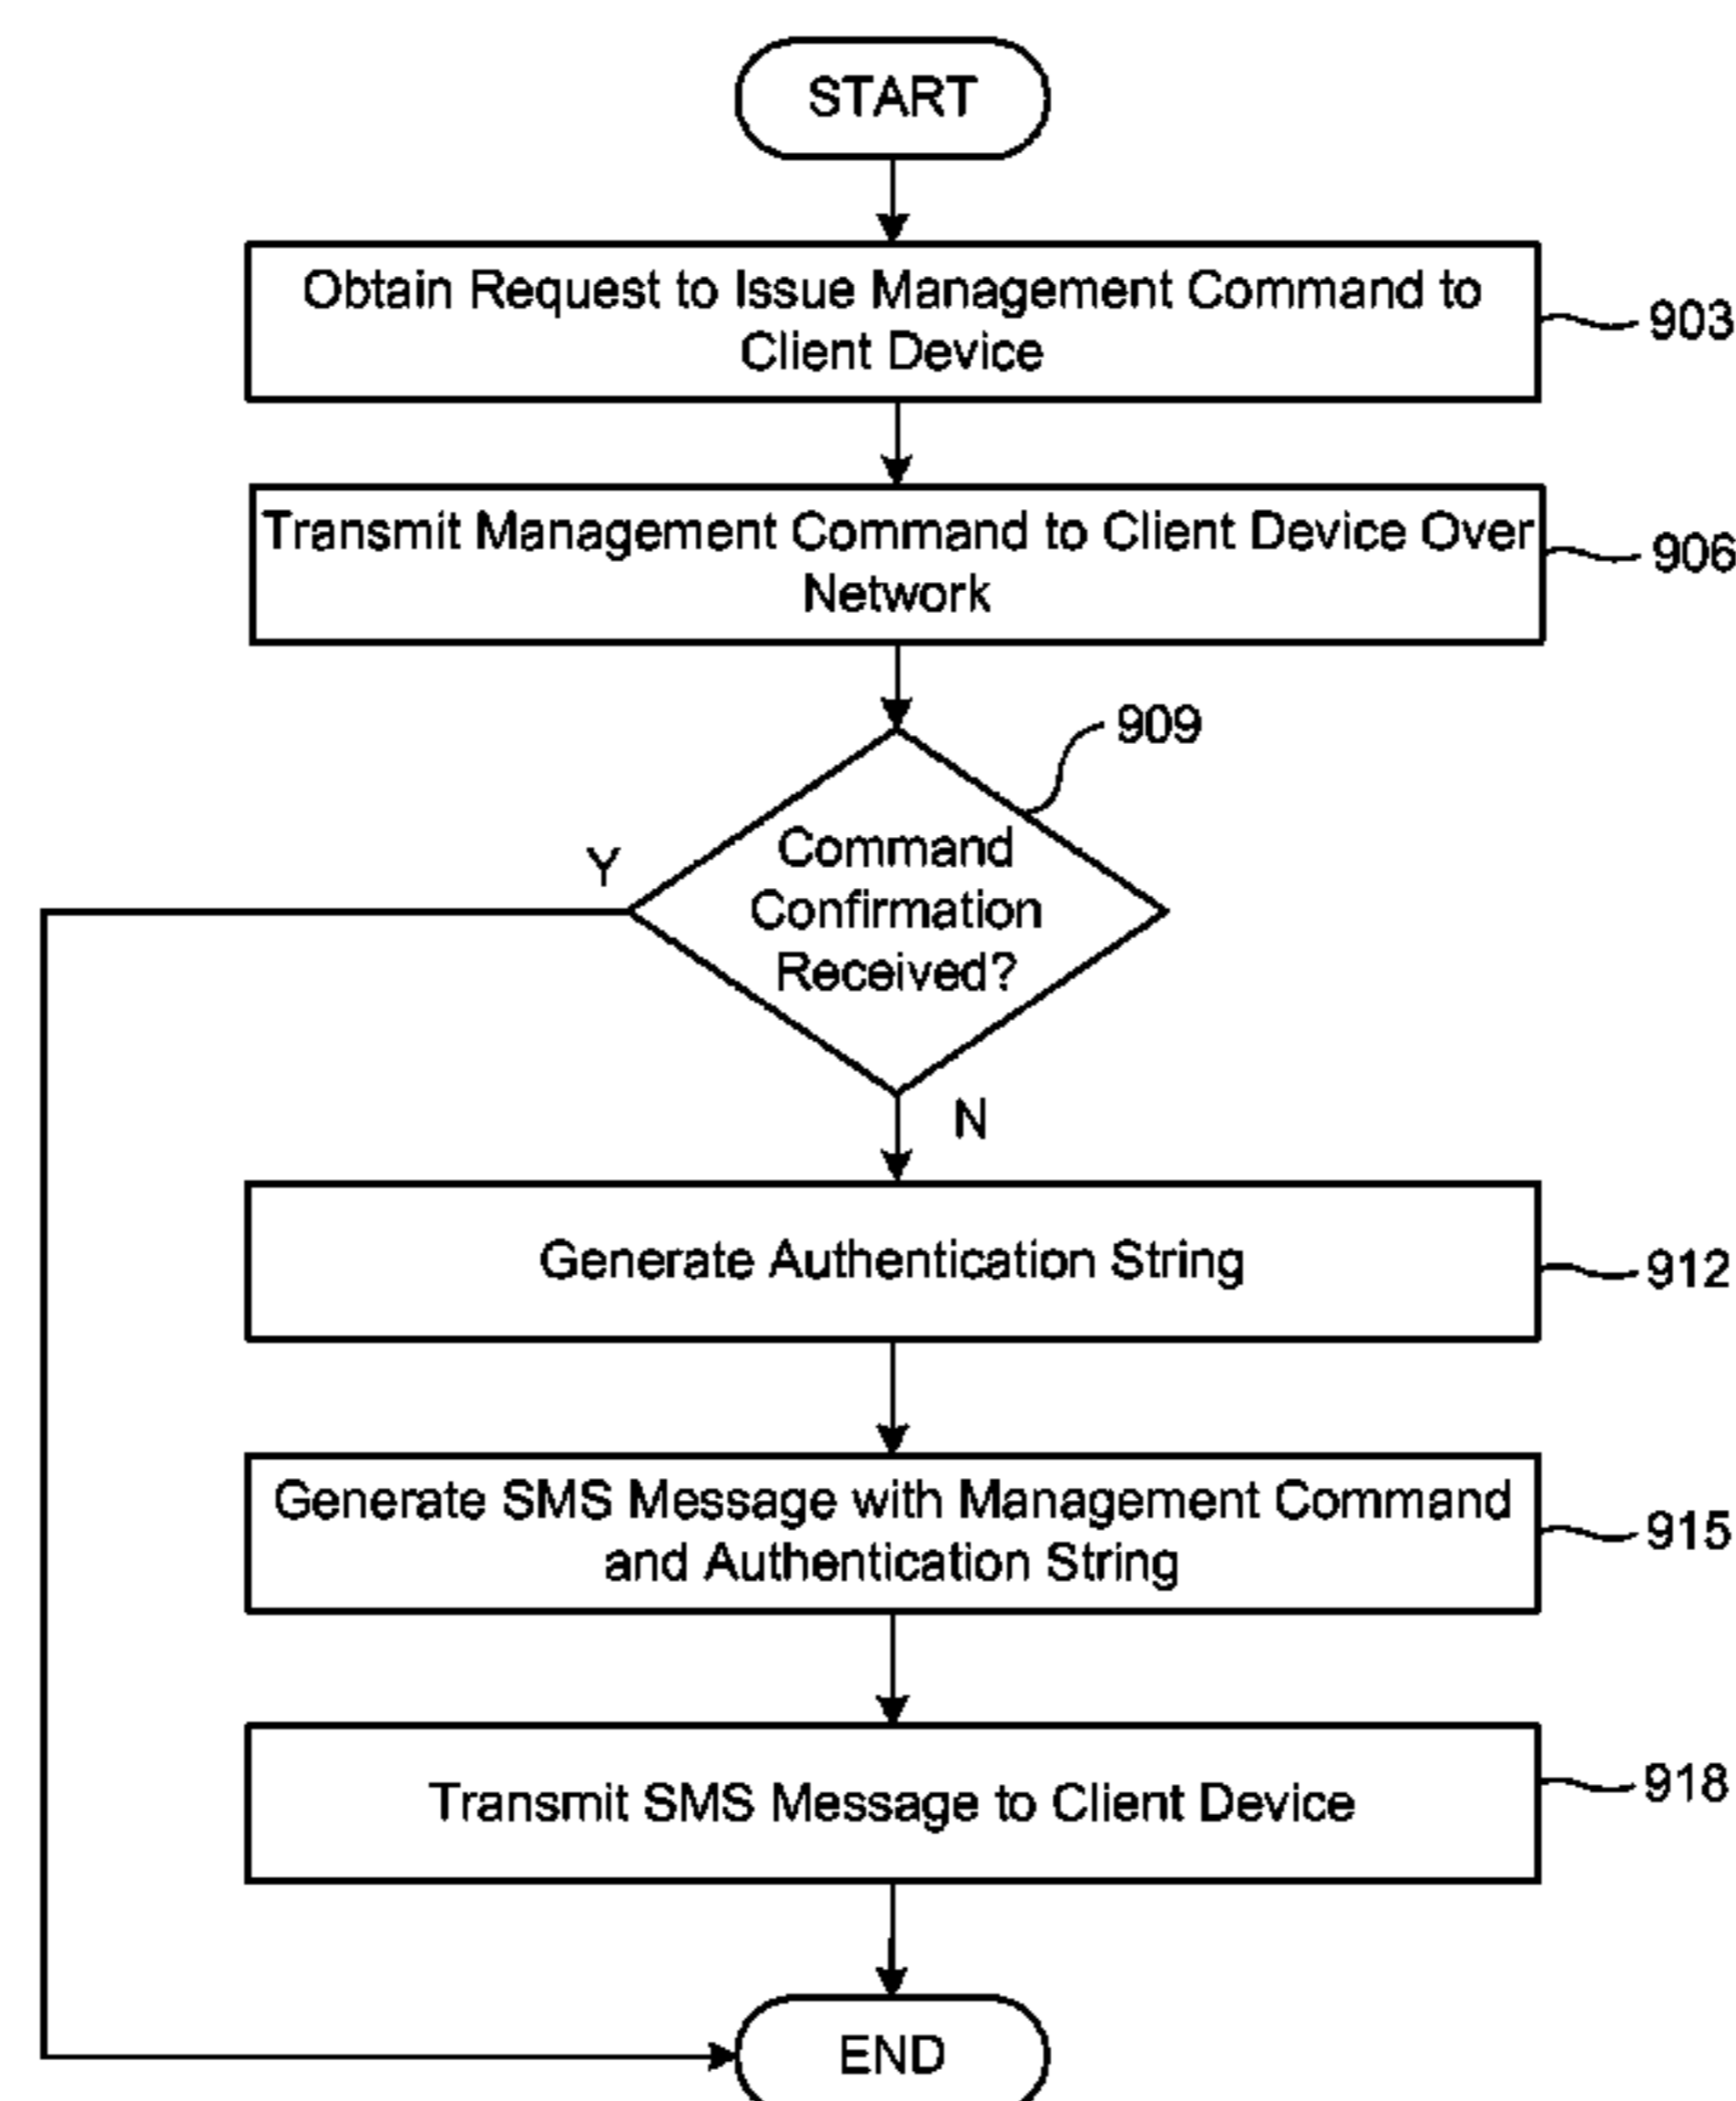 START
Obtain Request to Issue Management Command to
Client Device
903
Transmit Management Command to Client Device Over
Network
906
909
Command
Confirmation
Received?
Y
N
Generate Authentication String
912
Generate SMS Message with Management Command
and Authentication String
915
Transmit SMS Message to Client Device
918
END